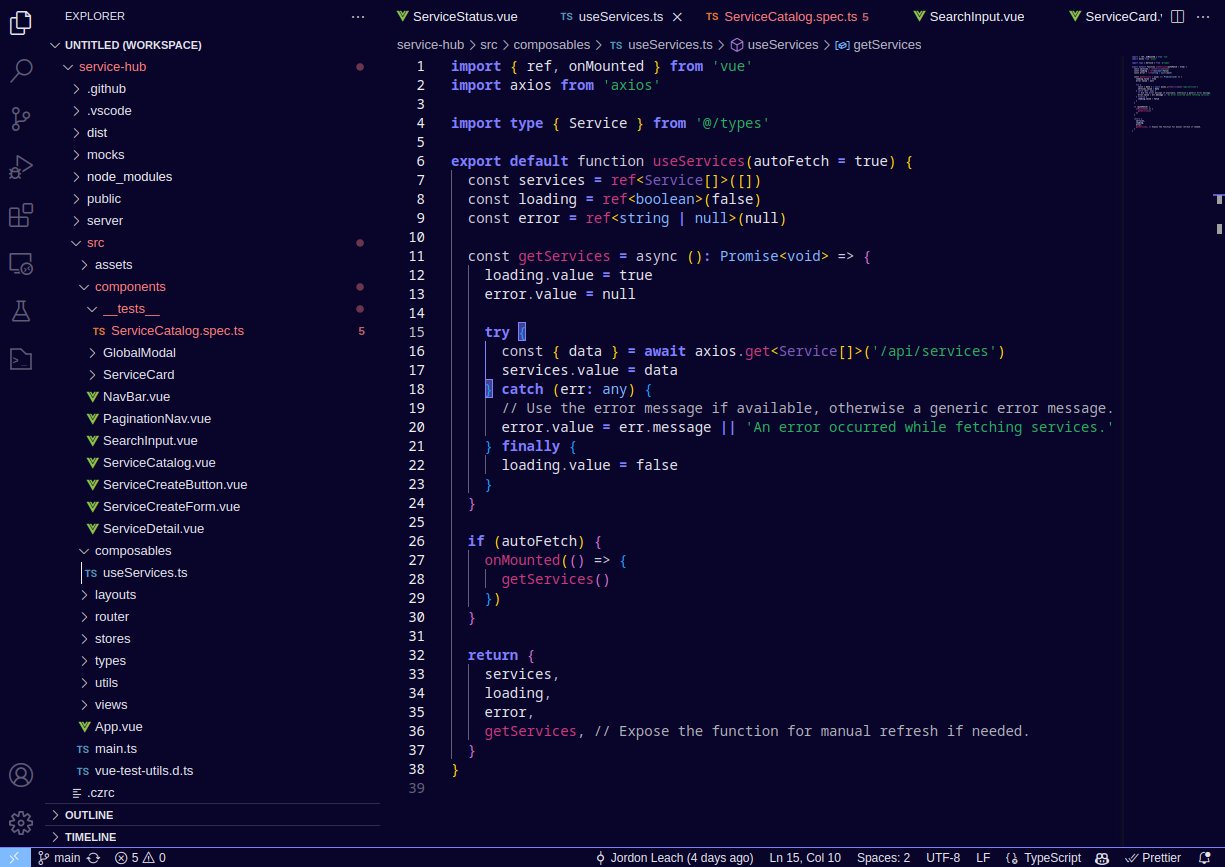 EXPLORER
UNTITLED (WORKSPACE)
service-hub
.github
.vscode
dist
mocks
node_modules
public
server
src
assets
components
__tests__
TS ServiceCatalog.spec.ts 5
GlobalModal
ServiceCard
NavBar.vue
PaginationNav.vue
SearchInput.vue
ServiceCatalog.vue
ServiceCreateButton.vue
ServiceCreateForm.vue
ServiceDetail.vue
composables
TS useServices.ts
layouts
router
stores
types
utils
views
App.vue
TS main.ts
TS vue-test-utils.d.ts
.czrc
OUTLINE
TIMELINE
ServiceStatus.vue TS useServices.ts TS ServiceCatalog.spec.ts 5 SearchInput.vue ServiceCard.
service-hub > src > composables > TS useServices.ts > useServices > getServices
1 import { ref, onMounted } from 'vue'
2 import axios from 'axios'
3
4 import type { Service } from '@/types'
5
6 export default function useServices(autoFetch = true) {
7 const services = ref<Service[]>([])
8 const loading = ref<boolean>(false)
9 const error = ref<string | null>(null)
10
11 const getServices = async (): Promise<void> => {
12 loading.value = true
13 error.value = null
14
15 try {
16 const { data } = await axios.get<Service[]>('/api/services')
17 services.value = data
18 } catch (err: any) {
19 // Use the error message if available, otherwise a generic error message.
20 error.value = err.message || 'An error occurred while fetching services.'
21 } finally {
22 loading.value = false
23 }
24 }
25
26 if (autoFetch) {
27 onMounted(() => {
28 getServices()
29 })
30 }
31
32 return {
33 services,
34 loading,
35 error,
36 getServices, // Expose the function for manual refresh if needed.
37 }
38 }
39
main 5 0 Jordon Leach (4 days ago) Ln 15, Col 10 Spaces: 2 UTF-8 LF TypeScript Prettier